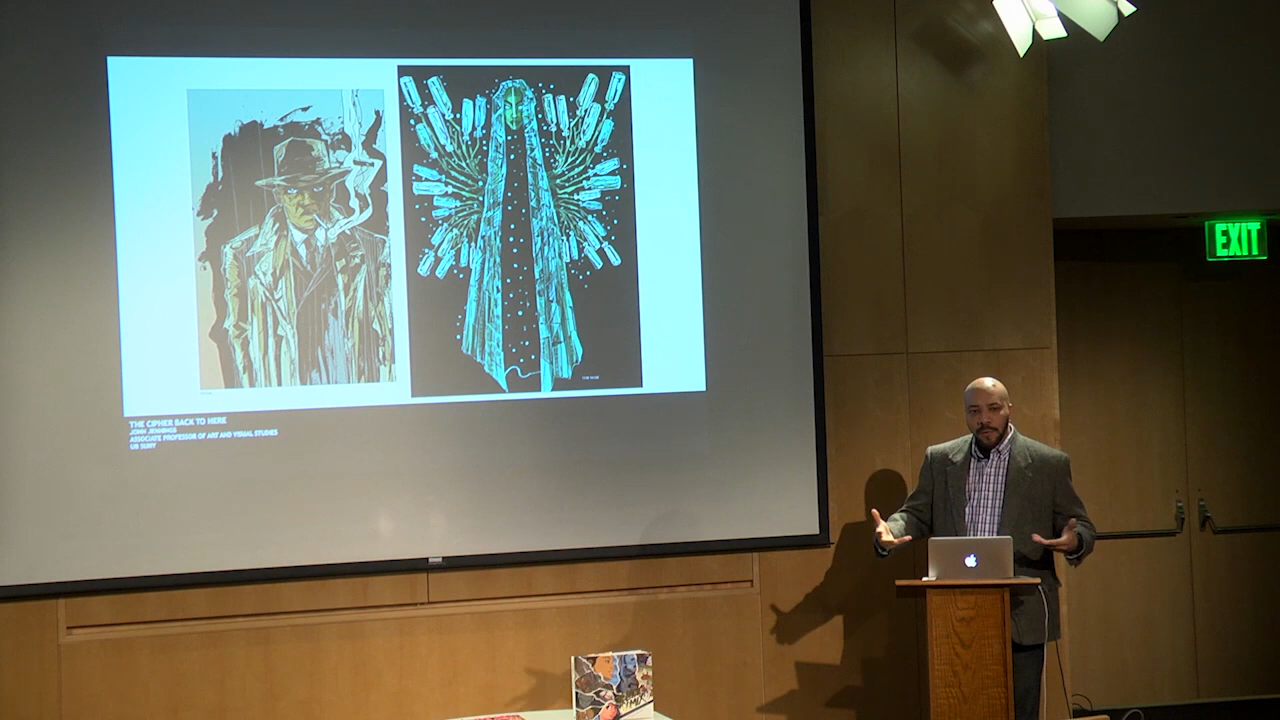 THE CIPHER BACK TO HERE
JOHN JENNINGS
ASSOCIATE PROFESSOR OF ART AND VISUAL STUDIES
UB SUNY
EXIT